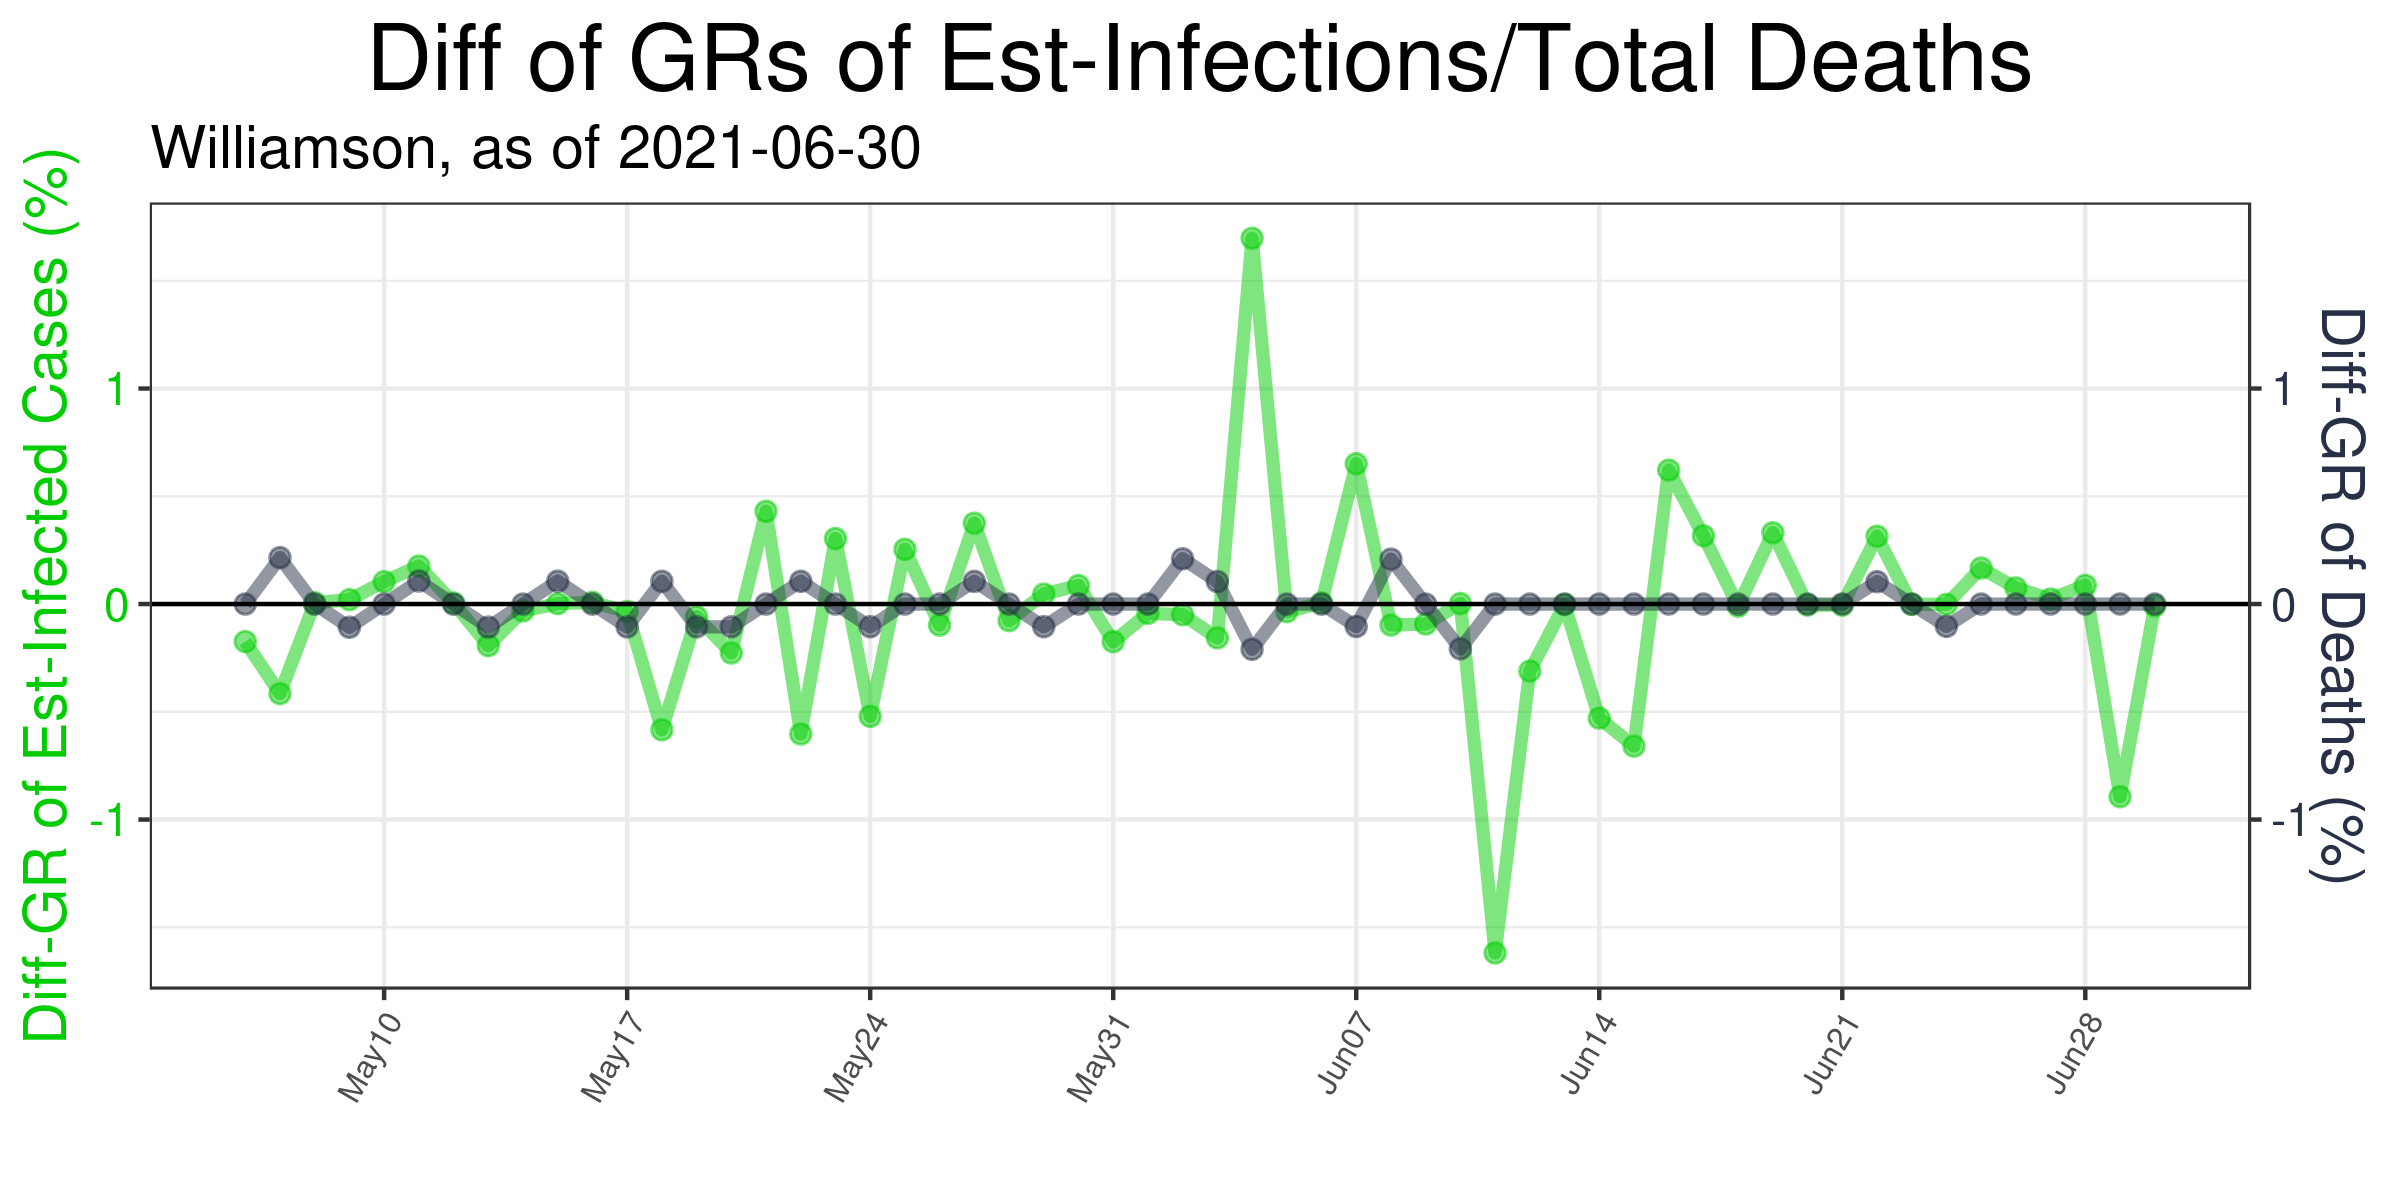 Diff of GRs of Est-Infections/Total Deaths
Williamson, as of 2021-06-30
Diff-GR of Est-Infected Cases (%)
1
0
-1
1
0
-1
Diff-GR of Deaths (%)
May10
May17
May24
May31
Jun07
Jun14
Jun21
Jun28